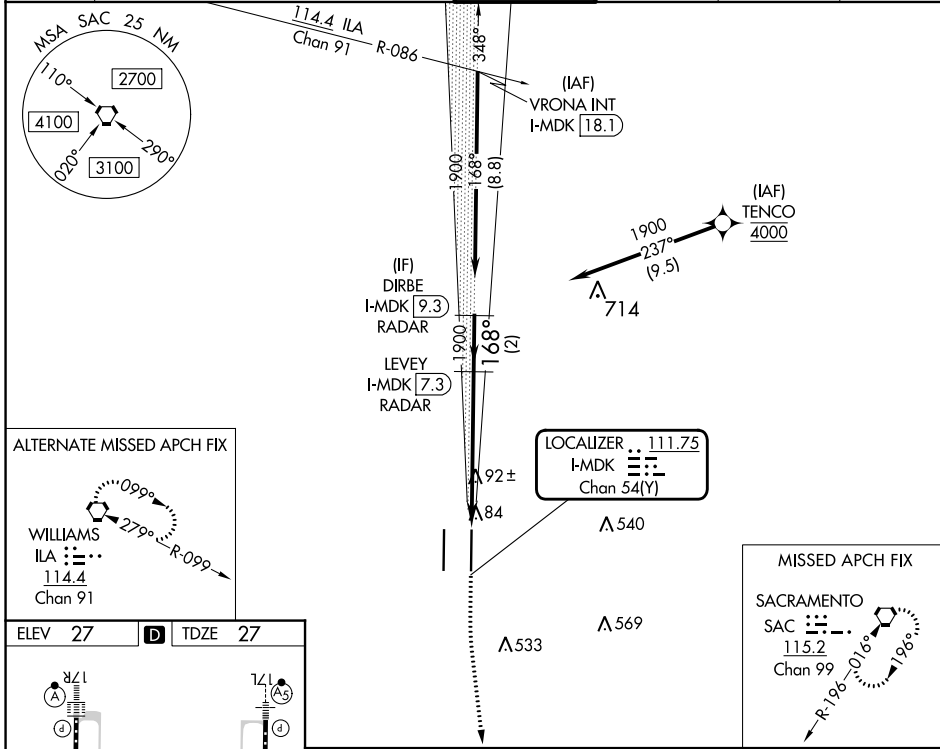 MSA SAC 25 NM
110°
2700
4100
020°
3100
290°
114.4 ILA
Chan 91
R-086
348°
(IAF)
VRONA INT
I-MDK 18.1
1900
168°
(8.8)
(IAF)
TENCO
4000
1900
237°
(9.5)
714
(IF)
DIRBE
I-MDK 9.3
RADAR
1900
168°
(2)
LEVEY
I-MDK 7.3
RADAR
LOCALIZER 111.75
I-MDK
Chan 54(Y)
92 ±
84
540
569
533
ALTERNATE MISSED APCH FIX
099°
279°
R-099
WILLIAMS
ILA
114.4
Chan 91
MISSED APCH FIX
SACRAMENTO
SAC
115.2
Chan 99
R-196
016°
196°
ELEV 27
D
TDZE 27
17R
17L
A
A5
P
P